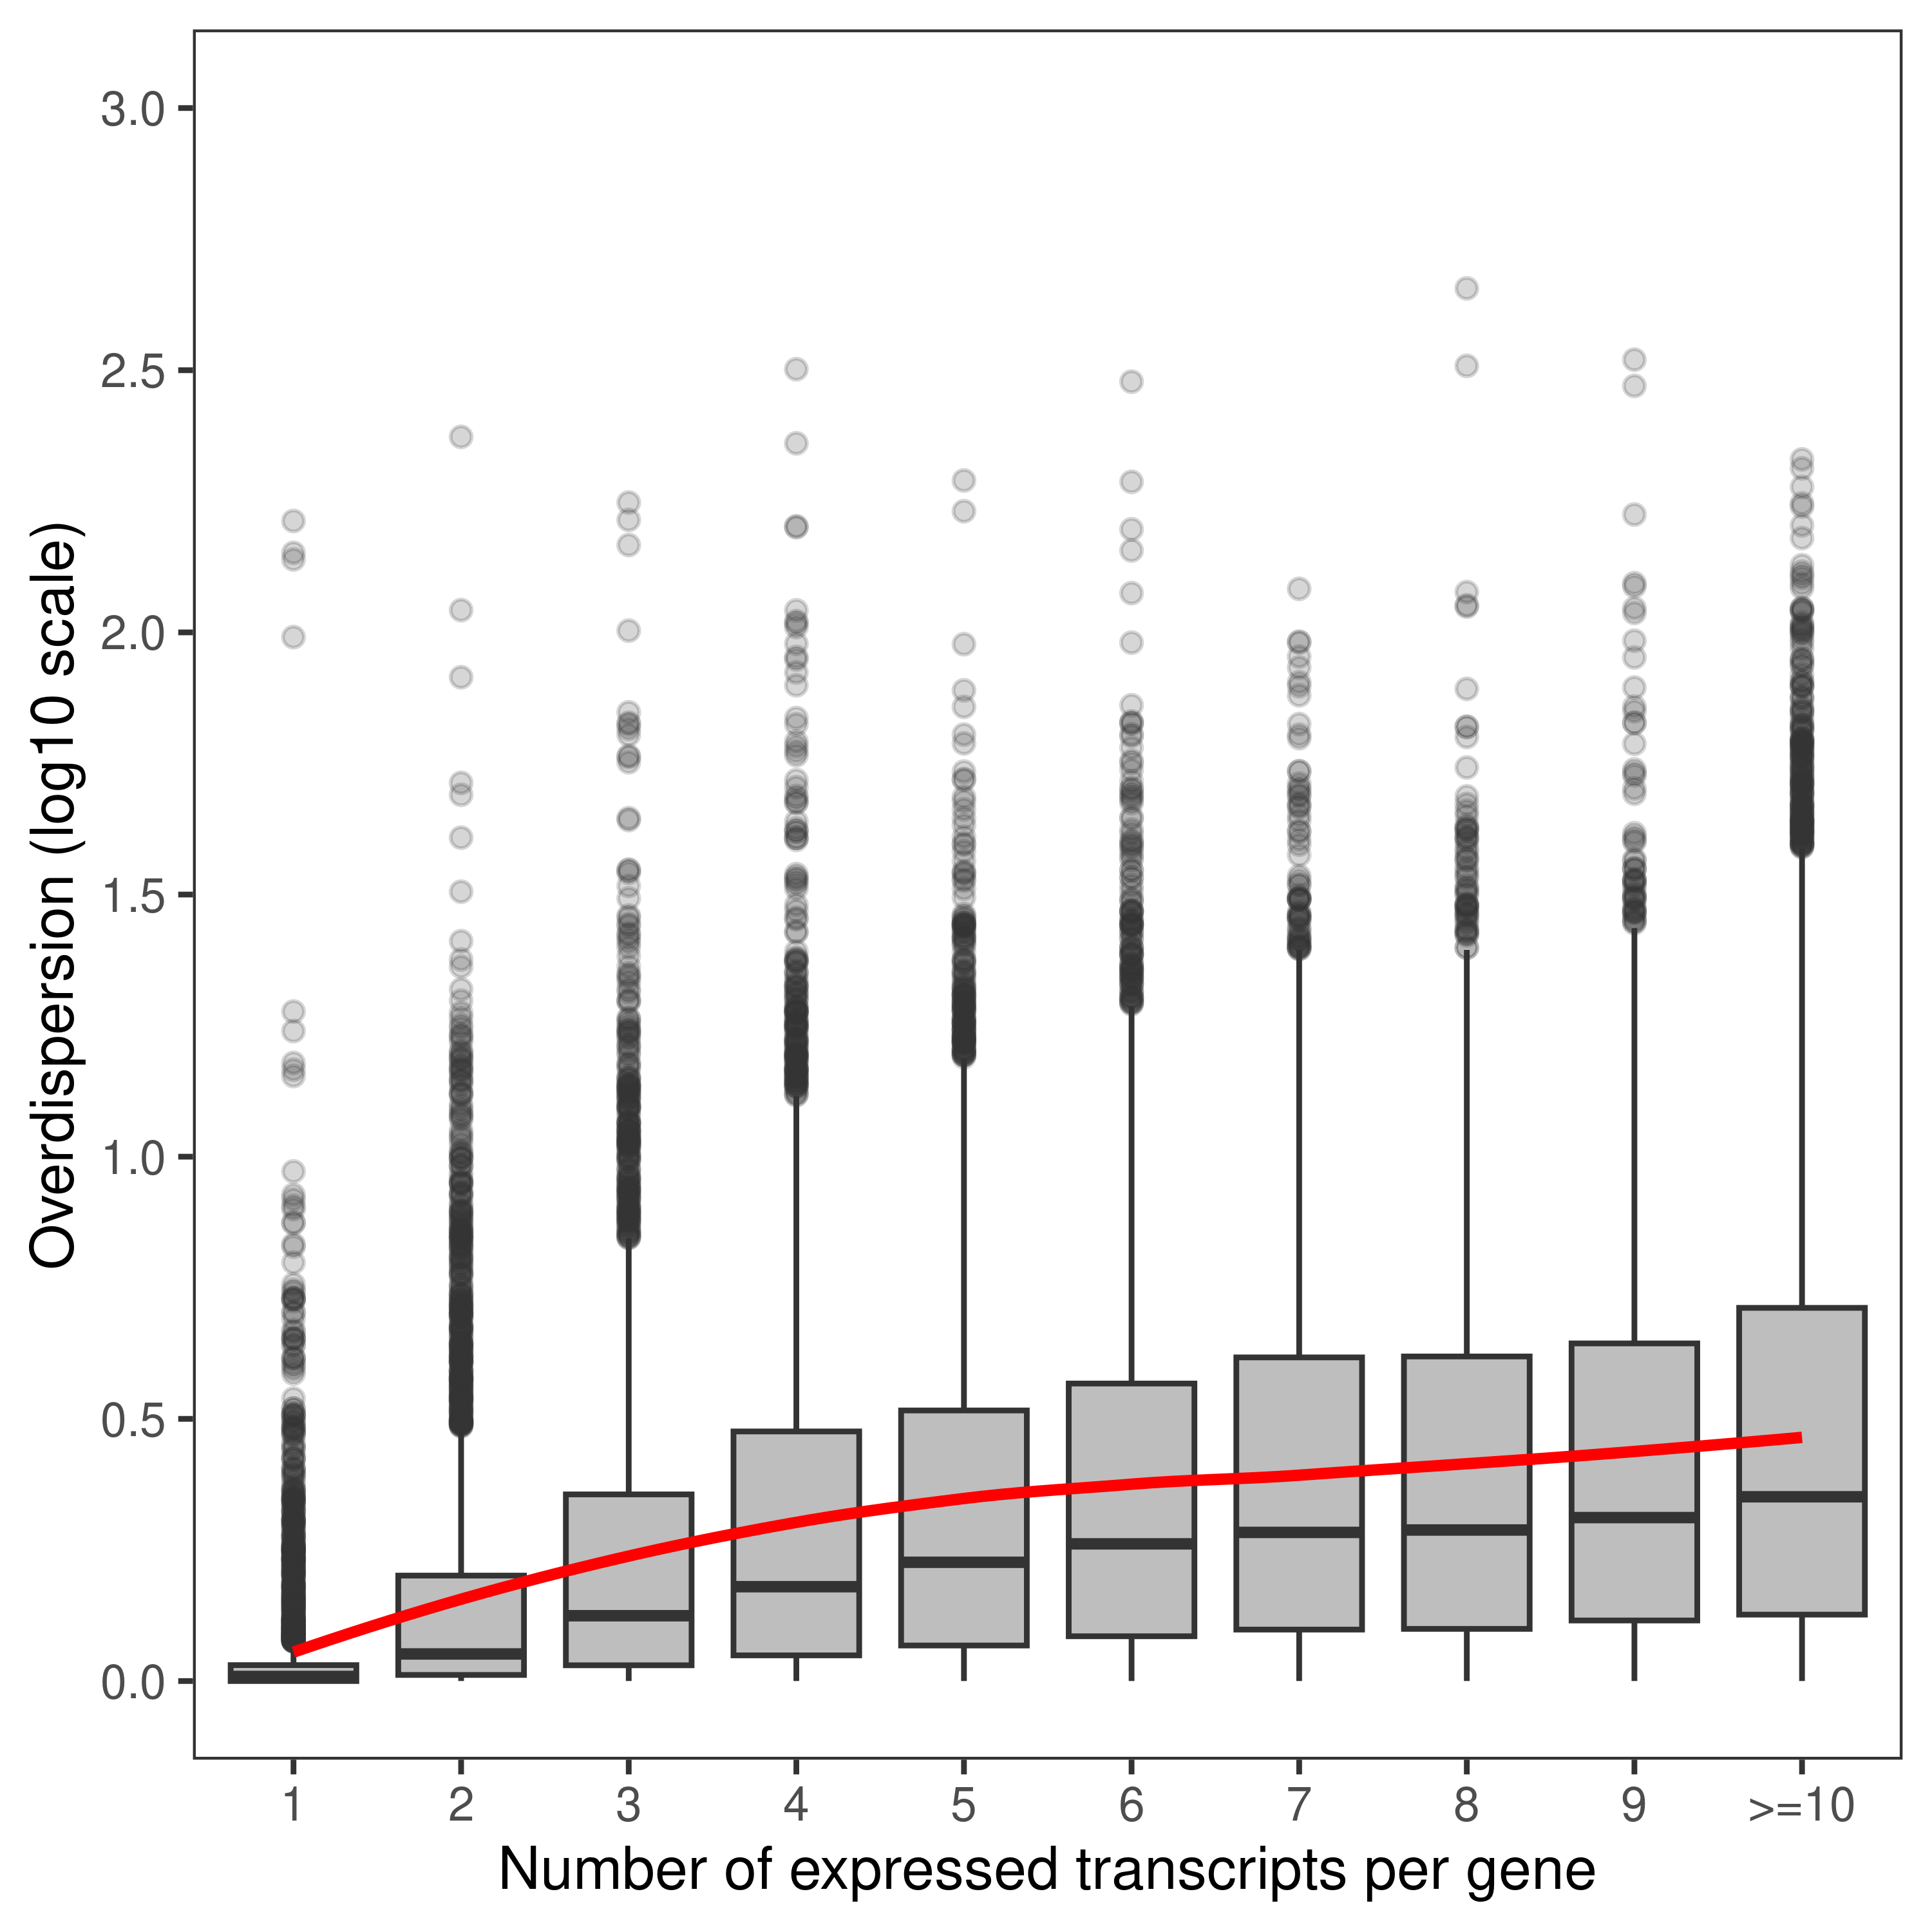 Overdispersion (log10 scale)
3.0
2.5
2.0
1.5
1.0
0.5
0.0
1 2 3 4 5 6 7 8 9 >=10
Number of expressed transcripts per gene